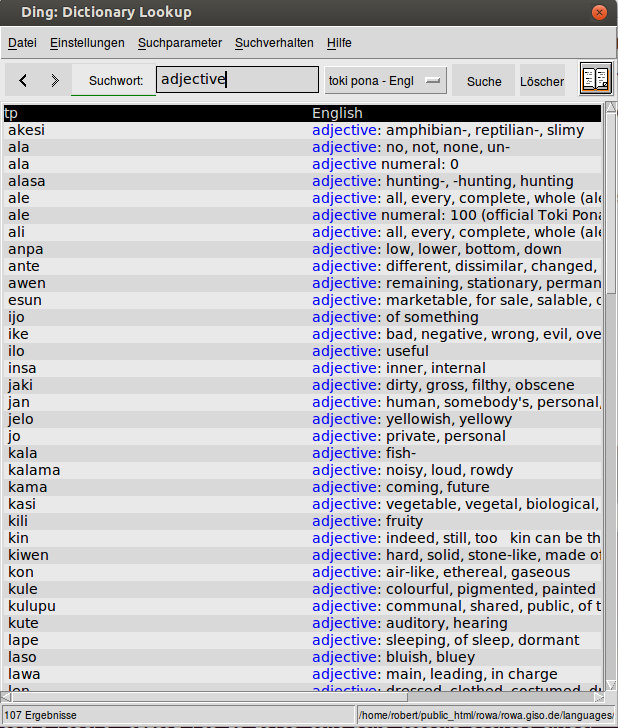 Ding: Dictionary Lookup
Datei Einstellungen Suchparameter Suchverhalten Hilfe
Suchwort: adjective toki pona - Engl Suche Löschen
tp English
akesi adjective: amphibian-, reptilian-, slimy
ala adjective: no, not, none, un-
ala adjective numeral: 0
alasa adjective: hunting-, -hunting, hunting
ale adjective: all, every, complete, whole (ale
ale adjective numeral: 100 (official Toki Pona
ali adjective: all, every, complete, whole (ale
anpa adjective: low, lower, bottom, down
ante adjective: different, dissimilar, changed,
awen adjective: remaining, stationary, perman
esun adjective: marketable, for sale, salable, d
ijo adjective: of something
ike adjective: bad, negative, wrong, evil, ove
ilo adjective: useful
insa adjective: inner, internal
jaki adjective: dirty, gross, filthy, obscene
jan adjective: human, somebody's, personal,
jelo adjective: yellowish, yellowy
jo adjective: private, personal
kala adjective: fish-
kalama adjective: noisy, loud, rowdy
kama adjective: coming, future
kasi adjective: vegetable, vegetal, biological,
kili adjective: fruity
kin adjective: indeed, still, too kin can be th
kiwen adjective: hard, solid, stone-like, made of
kon adjective: air-like, ethereal, gaseous
kule adjective: colourful, pigmented, painted
kulupu adjective: communal, shared, public, of t
kute adjective: auditory, hearing
lape adjective: sleeping, of sleep, dormant
laso adjective: bluish, bluey
lawa adjective: main, leading, in charge
len adjective: dressed, clothed, costumed, du
107 Ergebnisse /home/robert/public_html/rowa/rowa.giso.de/languages/